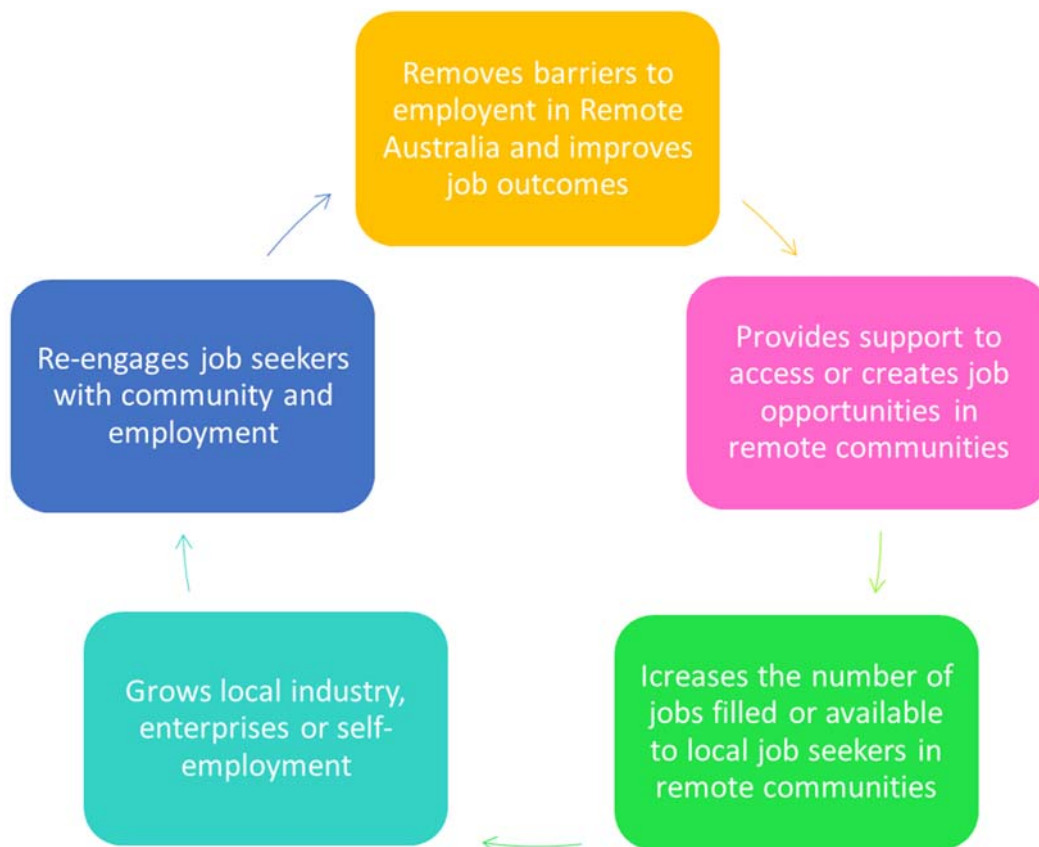 Removes barriers to
employent in Remote
Australia and improves
job outcomes
Provides support to
access or creates job
opportunities in
remote communities
Icreases the number of
jobs filled or available
to local job seekers in
remote communities
Grows local industry,
enterprises or self-
employment
Re-engages job seekers
with community and
employment